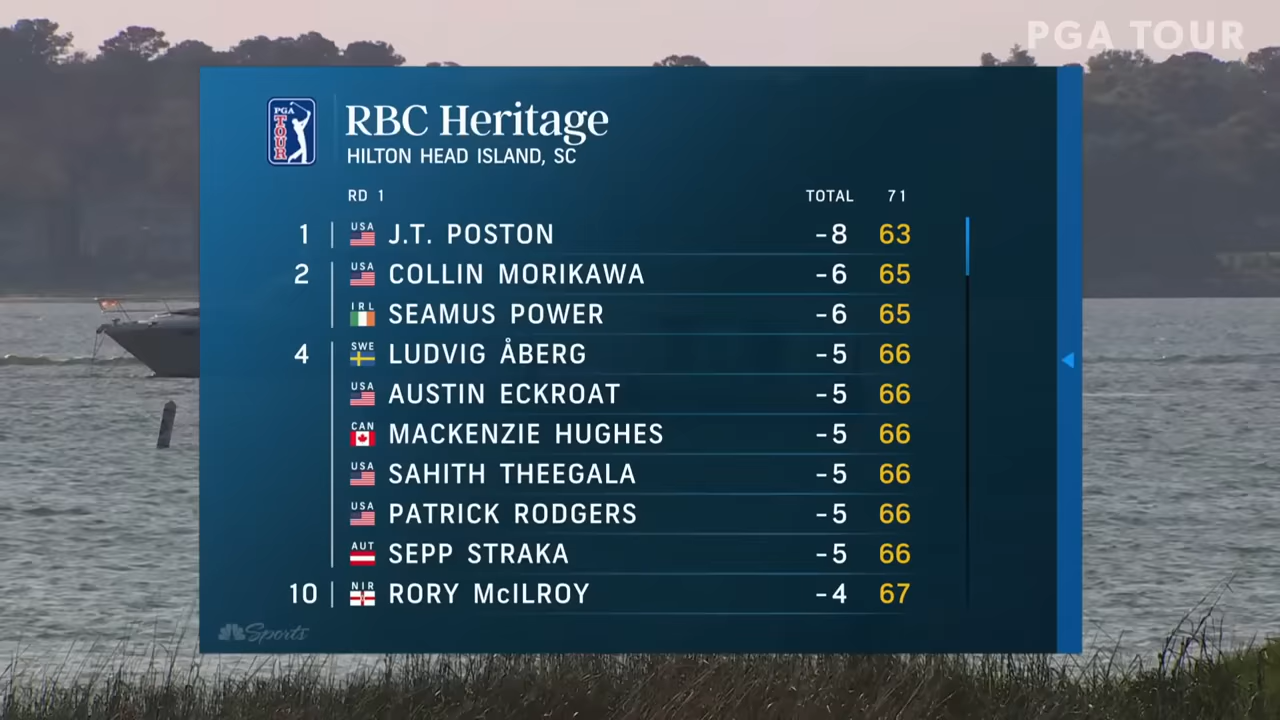 PGA TOUR
PGA TOUR
RBC Heritage
HILTON HEAD ISLAND, SC
RD 1 TOTAL 71
1 USA J.T. POSTON -8 63
2 USA COLLIN MORIKAWA -6 65
IRL SEAMUS POWER -6 65
4 SWE LUDVIG ÅBERG -5 66
USA AUSTIN ECKROAT -5 66
CAN MACKENZIE HUGHES -5 66
USA SAHITH THEEGALA -5 66
USA PATRICK RODGERS -5 66
AUT SEPP STRAKA -5 66
10 NIR RORY McILROY -4 67
Sports